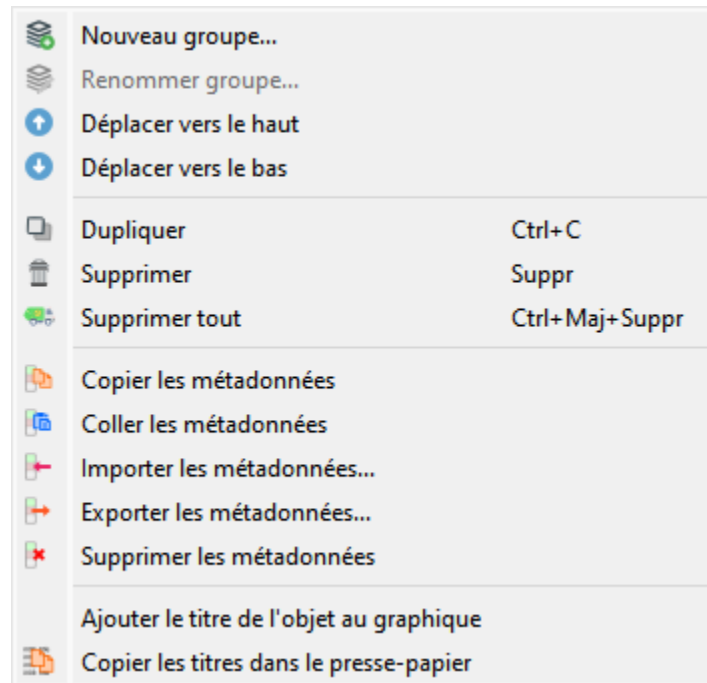 Nouveau groupe...
Renommer groupe...
Déplacer vers le haut
Déplacer vers le bas
Dupliquer Ctrl+C
Supprimer Suppr
Supprimer tout Ctrl+Maj+Suppr
Copier les métadonnées
Coller les métadonnées
Importer les métadonnées...
Exporter les métadonnées...
Supprimer les métadonnées
Ajouter le titre de l'objet au graphique
Copier les titres dans le presse-papier